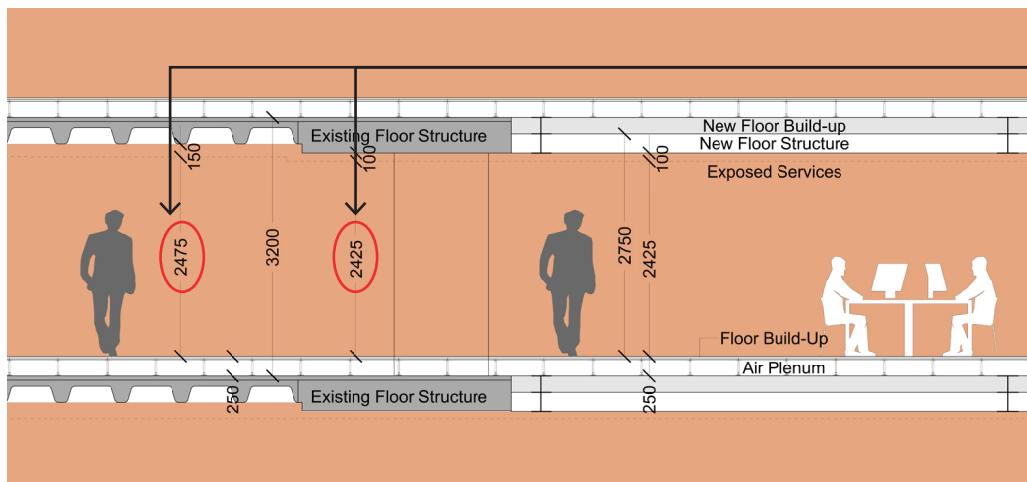 Existing Floor Structure
New Floor Build-up
New Floor Structure
150
100
100
Exposed Services
2475
3200
2425
2750
2425
Floor Build-Up
Air Plenum
250
Existing Floor Structure
250